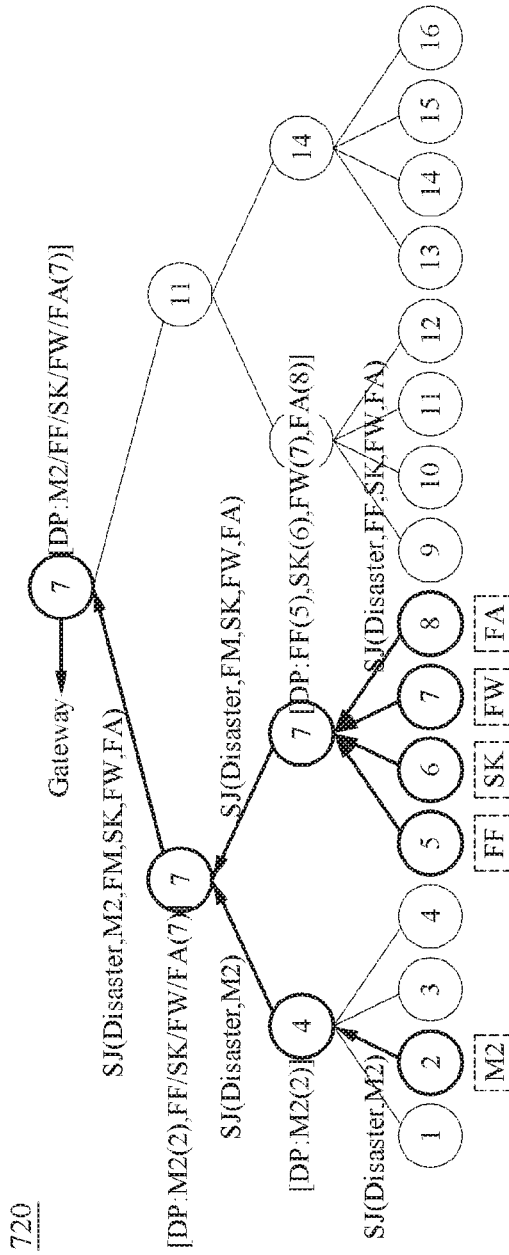 720
Gateway
7
[DP:M2/FF/SK/FW/FA(7)]
SJ(Disaster,M2,FM,SK,FW,FA)
7
11
[DP:M2(2),FF/SK/FW/FA(7)]
SJ(Disaster,M2)
SJ(Disaster,FM,SK,FW,FA)
4
7
14
[DP:M2(2)]
[DP:FF(5),SK(6),FW(7),FA(8)]
SJ(Disaster,M2)
SJ(Disaster,FF,SK,FW,FA)
1
2
3
4
5
6
7
8
9
10
11
12
13
14
15
16
M2
FF
SK
FW
FA